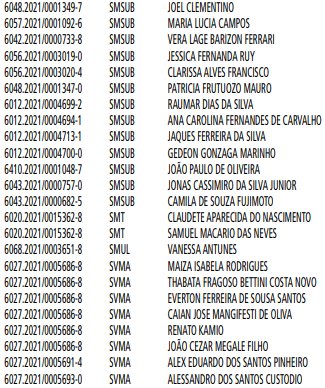 6048.2021/0001349-7 SMSUB JOEL CLEMENTINO
6057.2021/0001092-6 SMSUB MARIA LUCIA CAMPOS
6042.2021/0000733-8 SMSUB VERA LAGE BARIZON FERRARI
6056.2021/0003019-0 SMSUB JESSICA FERNANDA RUY
6056.2021/0003020-4 SMSUB CLARISSA ALVES FRANCISCO
6048.2021/0001347-0 SMSUB PATRICIA FRUTUOZO MAURO
6012.2021/0004699-2 SMSUB RAUMAR DIAS DA SILVA
6012.2021/0004694-1 SMSUB ANA CAROLINA FERNANDES DE CARVALHO
6012.2021/0004713-1 SMSUB JAQUES FERREIRA DA SILVA
6012.2021/0004700-0 SMSUB GEDEON GONZAGA MARINHO
6410.2021/0001048-7 SMSUB JOÃO PAULO DE OLIVEIRA
6043.2021/0000757-0 SMSUB JONAS CASSIMIRO DA SILVA JUNIOR
6043.2021/0000682-5 SMSUB CAMILA DE SOUZA FUJIMOTO
6020.2021/0015362-8 SMT CLAUDETE APARECIDA DO NASCIMENTO
6020.2021/0015362-8 SMT SAMUEL MACARIO DAS NEVES
6068.2021/0003651-8 SMUL VANESSA ANTUNES
6027.2021/0005686-8 SVMA MAIZA ISABELA RODRIGUES
6027.2021/0005686-8 SVMA THABATA FRAGOSO BETTINI COSTA NOVO
6027.2021/0005686-8 SVMA EVERTON FERREIRA DE SOUSA SANTOS
6027.2021/0005686-8 SVMA CAIAN JOSE MANGIFESTI DE OLIVA
6027.2021/0005686-8 SVMA RENATO KAMIO
6027.2021/0005686-8 SVMA JOÃO CEZAR MEGALE FILHO
6027.2021/0005691-4 SVMA ALEX EDUARDO DOS SANTOS PINHEIRO
6027.2021/0005693-0 SVMA ALESSANDRO DOS SANTOS CUSTODIO